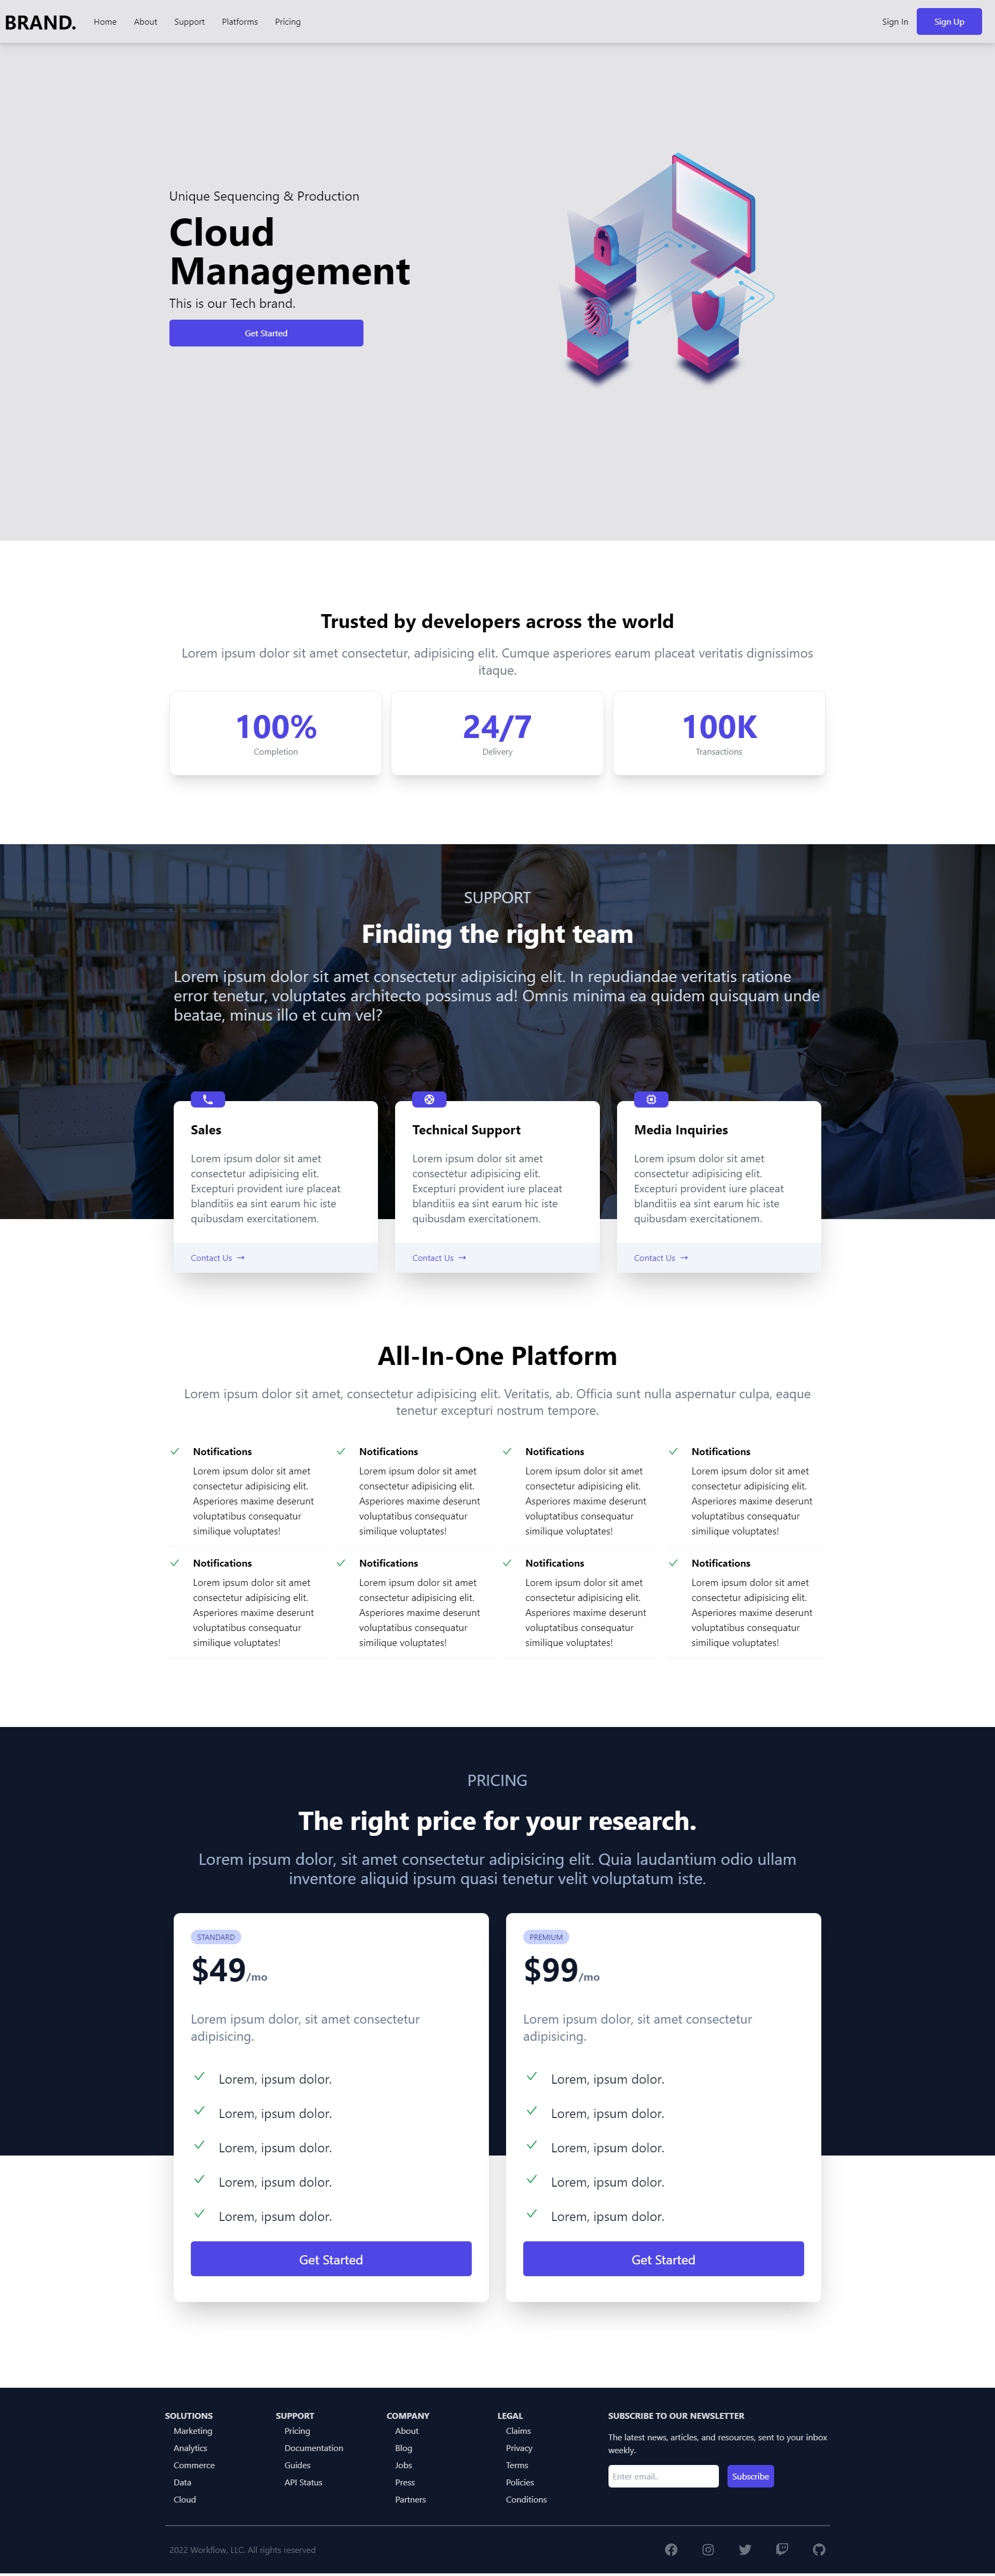 BRAND.
Home About Support Platforms Pricing
Sign In Sign Up
Unique Sequencing & Production
Cloud
Management
This is our Tech brand.
Get Started
Trusted by developers across the world
Lorem ipsum dolor sit amet consectetur, adipisicing elit. Cumque asperiores earum placeat veritatis dignissimos
itaque.
100%
Completion
24/7
Delivery
100K
Transactions
SUPPORT
Finding the right team
Lorem ipsum dolor sit amet consectetur adipisicing elit. In repudiandae veritatis ratione
error tenetur, voluptates architecto possimus ad! Omnis minima ea quidem quisquam unde
beatae, minus illo et cum vel?
Sales
Lorem ipsum dolor sit amet
consectetur adipisicing elit.
Excepturi provident iure placeat
blanditiis ea sint earum hic iste
quibusdam exercitationem.
Contact Us →
Technical Support
Lorem ipsum dolor sit amet
consectetur adipisicing elit.
Excepturi provident iure placeat
blanditiis ea sint earum hic iste
quibusdam exercitationem.
Contact Us →
Media Inquiries
Lorem ipsum dolor sit amet
consectetur adipisicing elit.
Excepturi provident iure placeat
blanditiis ea sint earum hic iste
quibusdam exercitationem.
Contact Us →
All-In-One Platform
Lorem ipsum dolor sit amet, consectetur adipisicing elit. Veritatis, ab. Officia sunt nulla aspernatur culpa, eaque
tenetur excepturi nostrum tempore.
Notifications
Lorem ipsum dolor sit amet
consectetur adipisicing elit.
Asperiores maxime deserunt
voluptatibus consequatur
similique voluptates!
Notifications
Lorem ipsum dolor sit amet
consectetur adipisicing elit.
Asperiores maxime deserunt
voluptatibus consequatur
similique voluptates!
Notifications
Lorem ipsum dolor sit amet
consectetur adipisicing elit.
Asperiores maxime deserunt
voluptatibus consequatur
similique voluptates!
Notifications
Lorem ipsum dolor sit amet
consectetur adipisicing elit.
Asperiores maxime deserunt
voluptatibus consequatur
similique voluptates!
Notifications
Lorem ipsum dolor sit amet
consectetur adipisicing elit.
Asperiores maxime deserunt
voluptatibus consequatur
similique voluptates!
Notifications
Lorem ipsum dolor sit amet
consectetur adipisicing elit.
Asperiores maxime deserunt
voluptatibus consequatur
similique voluptates!
Notifications
Lorem ipsum dolor sit amet
consectetur adipisicing elit.
Asperiores maxime deserunt
voluptatibus consequatur
similique voluptates!
Notifications
Lorem ipsum dolor sit amet
consectetur adipisicing elit.
Asperiores maxime deserunt
voluptatibus consequatur
similique voluptates!
PRICING
The right price for your research.
Lorem ipsum dolor, sit amet consectetur adipisicing elit. Quia laudantium odio ullam
inventore aliquid ipsum quasi tenetur velit voluptatum iste.
STANDARD
$49/mo
Lorem ipsum dolor, sit amet consectetur
adipisicing.
Lorem, ipsum dolor.
Lorem, ipsum dolor.
Lorem, ipsum dolor.
Lorem, ipsum dolor.
Lorem, ipsum dolor.
Get Started
PREMIUM
$99/mo
Lorem ipsum dolor, sit amet consectetur
adipisicing.
Lorem, ipsum dolor.
Lorem, ipsum dolor.
Lorem, ipsum dolor.
Lorem, ipsum dolor.
Lorem, ipsum dolor.
Get Started
SOLUTIONS
Marketing
Analytics
Commerce
Data
Cloud
SUPPORT
Pricing
Documentation
Guides
API Status
COMPANY
About
Blog
Jobs
Press
Partners
LEGAL
Claims
Privacy
Terms
Policies
Conditions
SUBSCRIBE TO OUR NEWSLETTER
The latest news, articles, and resources, sent to your inbox
weekly.
Enter email.. Subscribe
2022 Workflow, LLC. All rights reserved